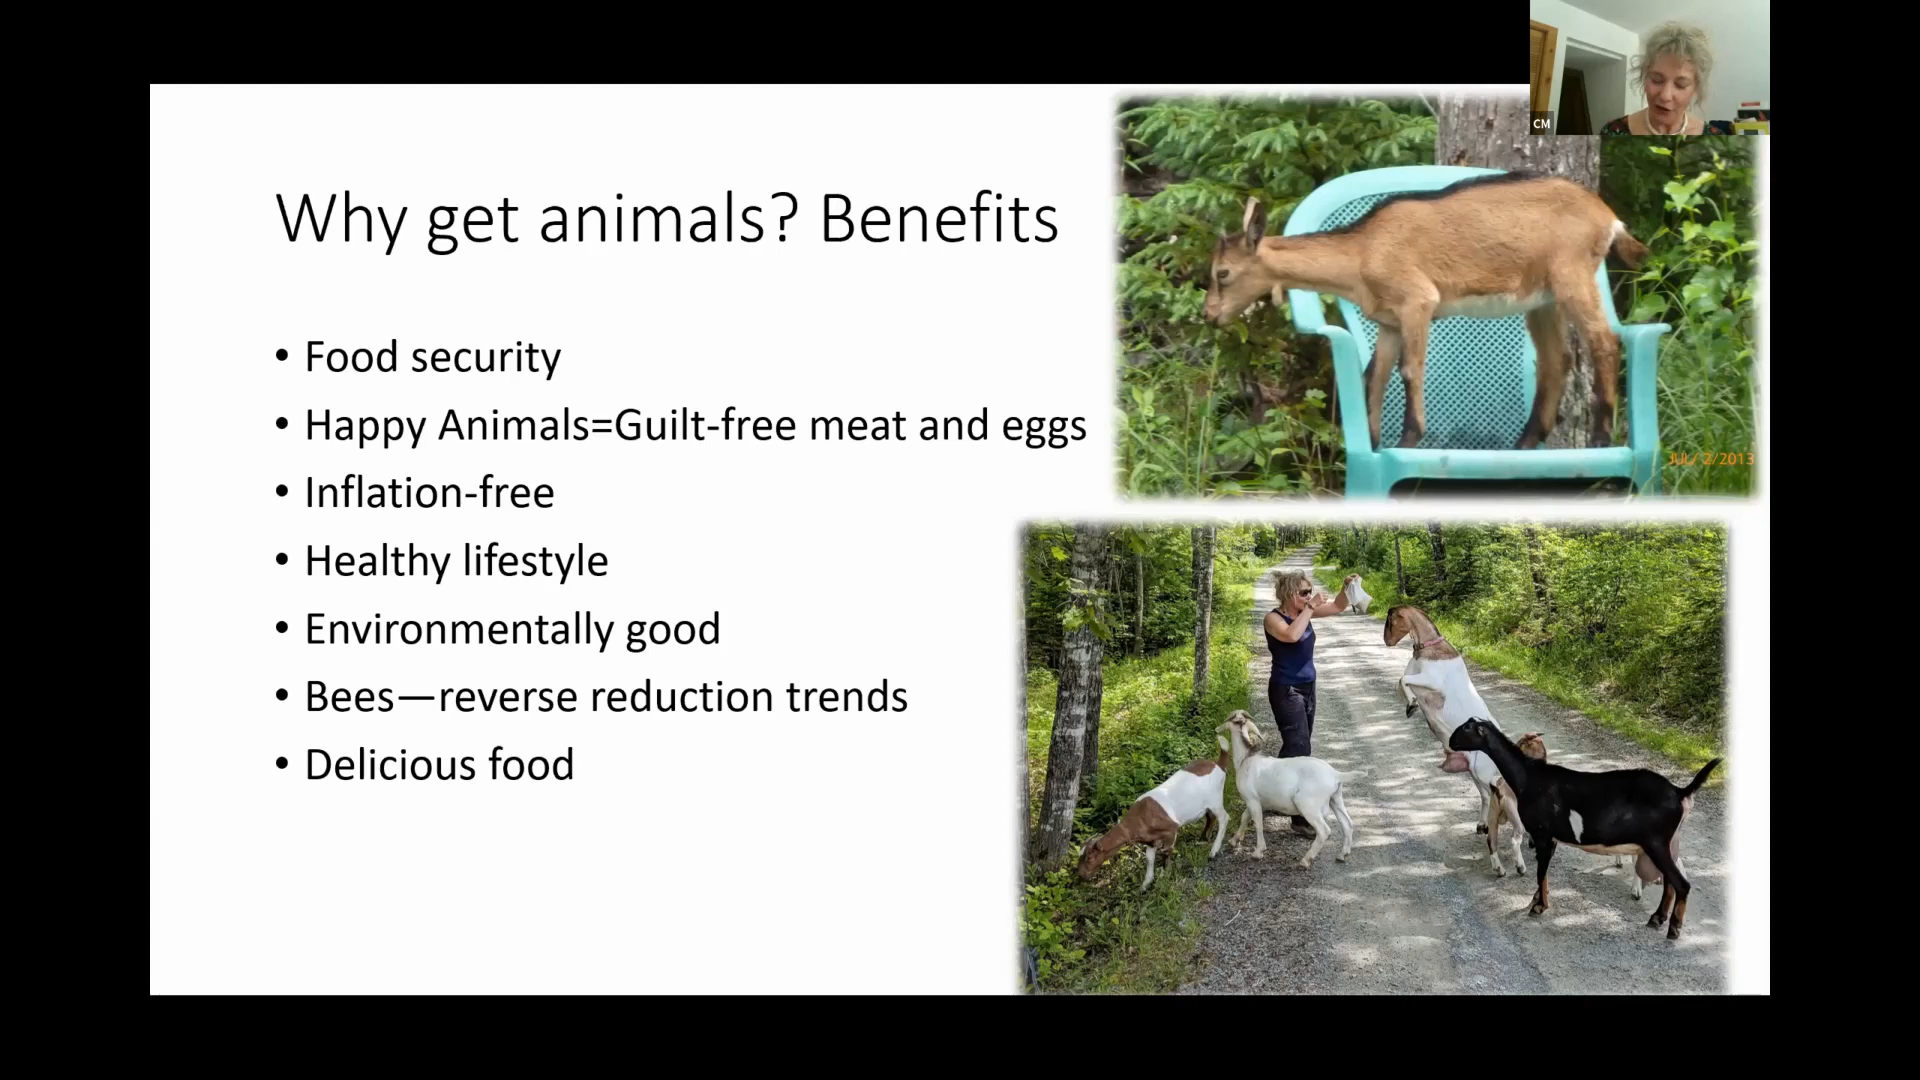 CM
Why get animals? Benefits
• Food security
• Happy Animals=Guilt-free meat and eggs
• Inflation-free
• Healthy lifestyle
• Environmentally good
• Bees—reverse reduction trends
• Delicious food
JUL/ 2/2013